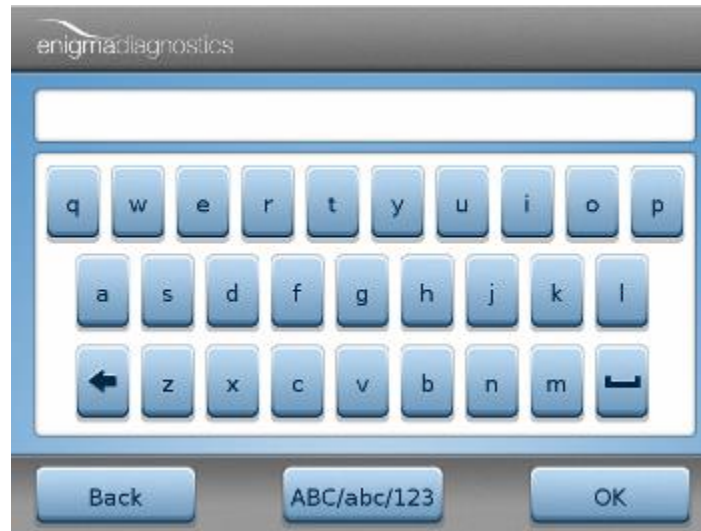 enigmadiagnostics
q w e r t y u i o p
a s d f g h j k l
z x c v b n m
Back ABC/abc/123 OK